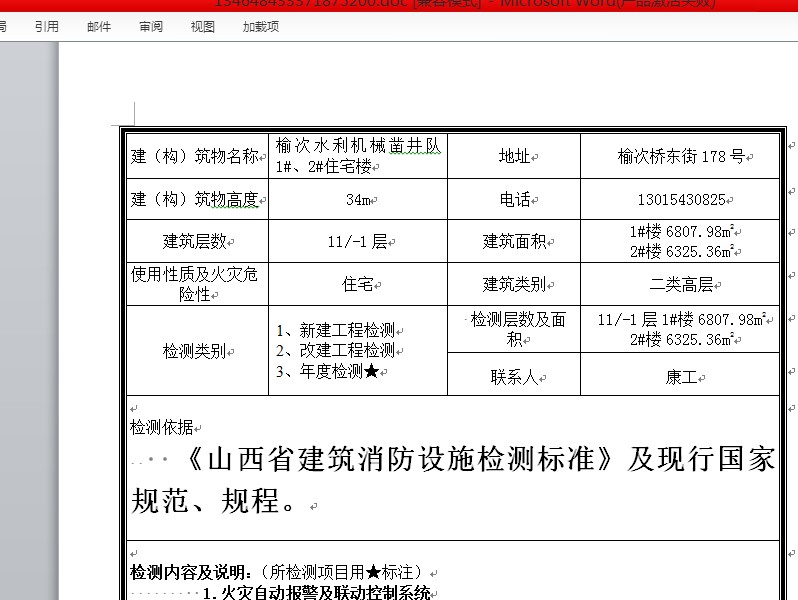 134648433371875200.doc [兼容模式] - Microsoft Word(产品激活失败)
引用 邮件 审阅 视图 加载项
建（构）筑物名称
榆次水利机械凿井队
1#、2#住宅楼
地址
榆次桥东街 178 号
建（构）筑物高度
34m
电话
13015430825
建筑层数
11/-1 层
建筑面积
1#楼 6807.98㎡
2#楼 6325.36㎡
使用性质及火灾危
险性
住宅
建筑类别
二类高层
检测类别
1、新建工程检测
2、改建工程检测
3、年度检测★
检测层数及面
积
11/-1 层 1#楼 6807.98㎡
2#楼 6325.36㎡
联系人
康工
检测依据
《山西省建筑消防设施检测标准》及现行国家
规范、规程。
检测内容及说明：（所检测项目用★标注）
1.火灾自动报警及联动控制系统